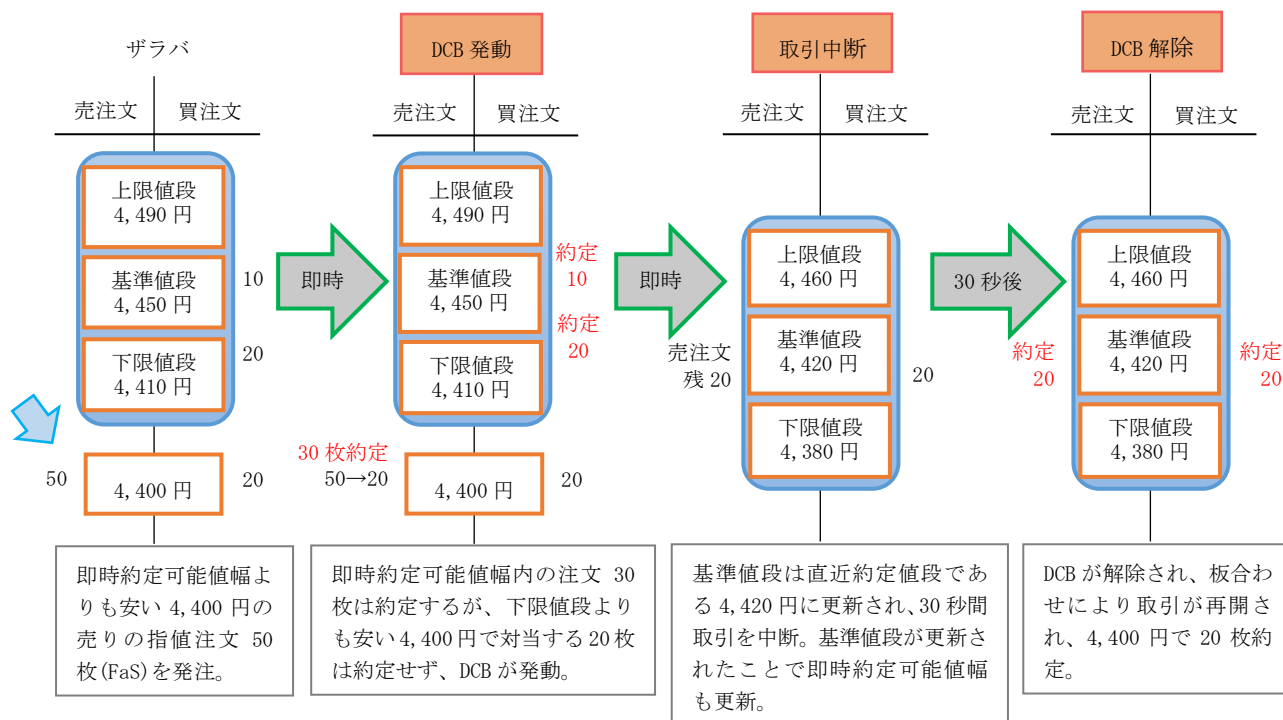 ザラバ
売注文 買注文
上限値段
4,490 円
基準値段
4,450 円
10
下限値段
4,410 円
20
50
4,400 円
20
即時約定可能値幅よ
りも安い 4,400 円の
売りの指値注文 50
枚(FaS)を発注。
即時
DCB 発動
売注文 買注文
上限値段
4,490 円
約定
10
基準値段
4,450 円
約定
20
下限値段
4,410 円
30 枚約定
50→20
4,400 円
20
即時約定可能値幅内の注文 30
枚は約定するが、下限値段より
も安い 4,400 円で対当する 20 枚
は約定せず、DCB が発動。
即時
取引中断
売注文 買注文
上限値段
4,460 円
売注文
残 20
基準値段
4,420 円
20
下限値段
4,380 円
基準値段は直近約定値段であ
る 4,420 円に更新され、30 秒間
取引を中断。基準値段が更新さ
れたことで即時約定可能値幅
も更新。
30 秒後
DCB 解除
売注文 買注文
上限値段
4,460 円
約定
20
基準値段
4,420 円
約定
20
下限値段
4,380 円
DCB が解除され、板合わ
せにより取引が再開さ
れ、4,400 円で 20 枚約
定。